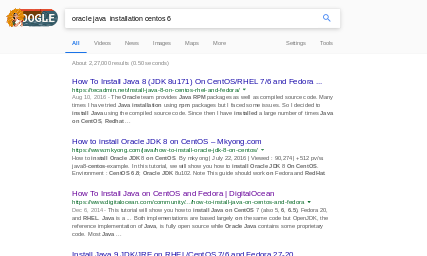 OOGLE
oracle java installation centos 6
All Videos News Images Maps More Settings Tools
About 2,27,000 results (0.50 seconds)
How To Install Java 8 (JDK 8u171) On CentOS/RHEL 7/6 and Fedora ...
https://tecadmin.net/install-java-8-on-centos-rhel-and-fedora/
Aug 10, 2016 - The Oracle team provides Java RPM packages as well as compiled source code. Many
times I have tried Java installation using rpm packages but I faced some issues. So I decided to
install Java using the compiled source code. Since then I have installed a large number of times Java
on CentOS, Redhat ...
How to install Oracle JDK 8 on CentOS – Mkyong.com
https://www.mkyong.com/java/how-to-install-oracle-jdk-8-on-centos/
How to install Oracle JDK 8 on CentOS. By mkyong | July 22, 2016 | Viewed : 90,274 | +512 pv/w
java8-centos-example. In this tutorial, we will show you how to install Oracle JDK 8 On CentOS.
Environment : CentOS 6.8; Oracle JDK 8u102. Note This guide should work on Fedora and RedHat
How To Install Java on CentOS and Fedora | DigitalOcean
https://www.digitalocean.com/community/.../how-to-install-java-on-centos-and-fedora
Dec 6, 2014 - This tutorial will show you how to install Java on CentOS 7 (also 5, 6, 6.5) Fedora 20,
and RHEL. Java is a ... Both implementations are based largely on the same code but OpenJDK, the
reference implementation of Java, is fully open source while Oracle Java contains some proprietary
code. Most Java ...
Install Java 9 JDK/JRE on RHEL/CentOS 7/6 and Fedora 27-20